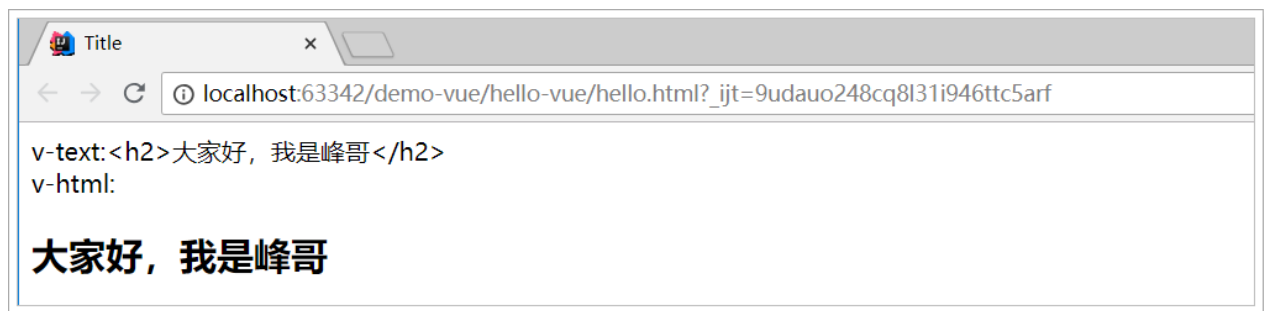 Title
localhost:63342/demo-vue/hello-vue/hello.html?_ijt=9udauo248cq8l31i946ttc5arf
v-text:<h2>大家好，我是峰哥</h2>
v-html:
大家好，我是峰哥